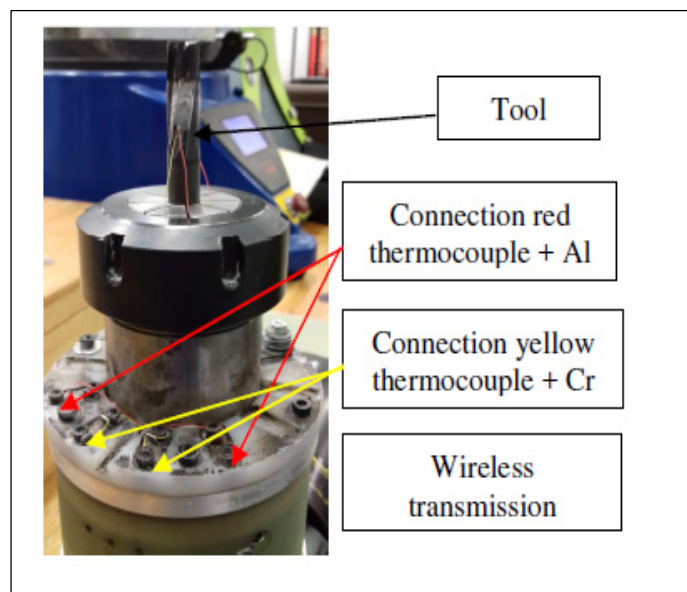 Tool
Connection red
thermocouple + Al
Connection yellow
thermocouple + Cr
Wireless
transmission